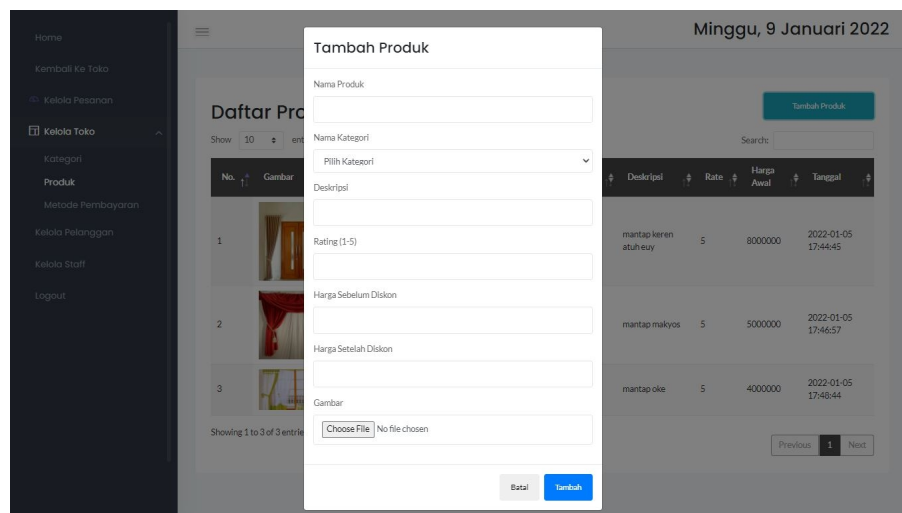 Home
Kembali Ke Toko
Kelola Pesanan
Kelola Toko
Kategori
Produk
Metode Pembayaran
Kelola Pelanggan
Kelola Staff
Logout
Minggu, 9 Januari 2022
Daftar Pro
Tambah Produk
Show 10 ent
Search:
No. Gambar Deskripsi Rate Harga Awal Tanggal
1 mantap keren atuh euy 5 8000000 2022-01-05 17:44:45
2 mantap makyos 5 5000000 2022-01-05 17:46:57
3 mantap oke 5 4000000 2022-01-05 17:48:44
Showing 1 to 3 of 3 entrie
Previous 1 Next
Tambah Produk
Nama Produk
Nama Kategori
Pilih Kategori
Deskripsi
Rating (1-5)
Harga Sebelum Diskon
Harga Setelah Diskon
Gambar
Choose File No file chosen
Batal Tambah